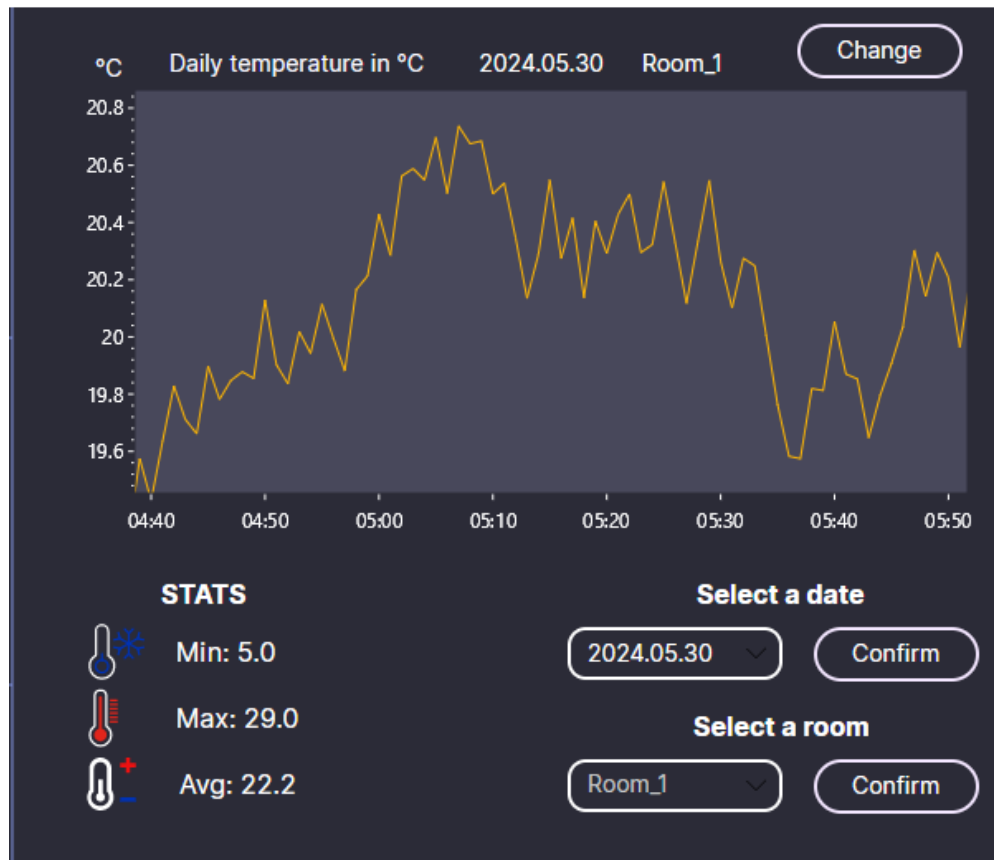 °C Daily temperature in °C 2024.05.30 Room_1 Change
20.8
20.6
20.4
20.2
20
19.8
19.6
04:40 04:50 05:00 05:10 05:20 05:30 05:40 05:50
STATS Select a date
Min: 5.0 2024.05.30 Confirm
Max: 29.0 Select a room
Avg: 22.2 Room_1 Confirm